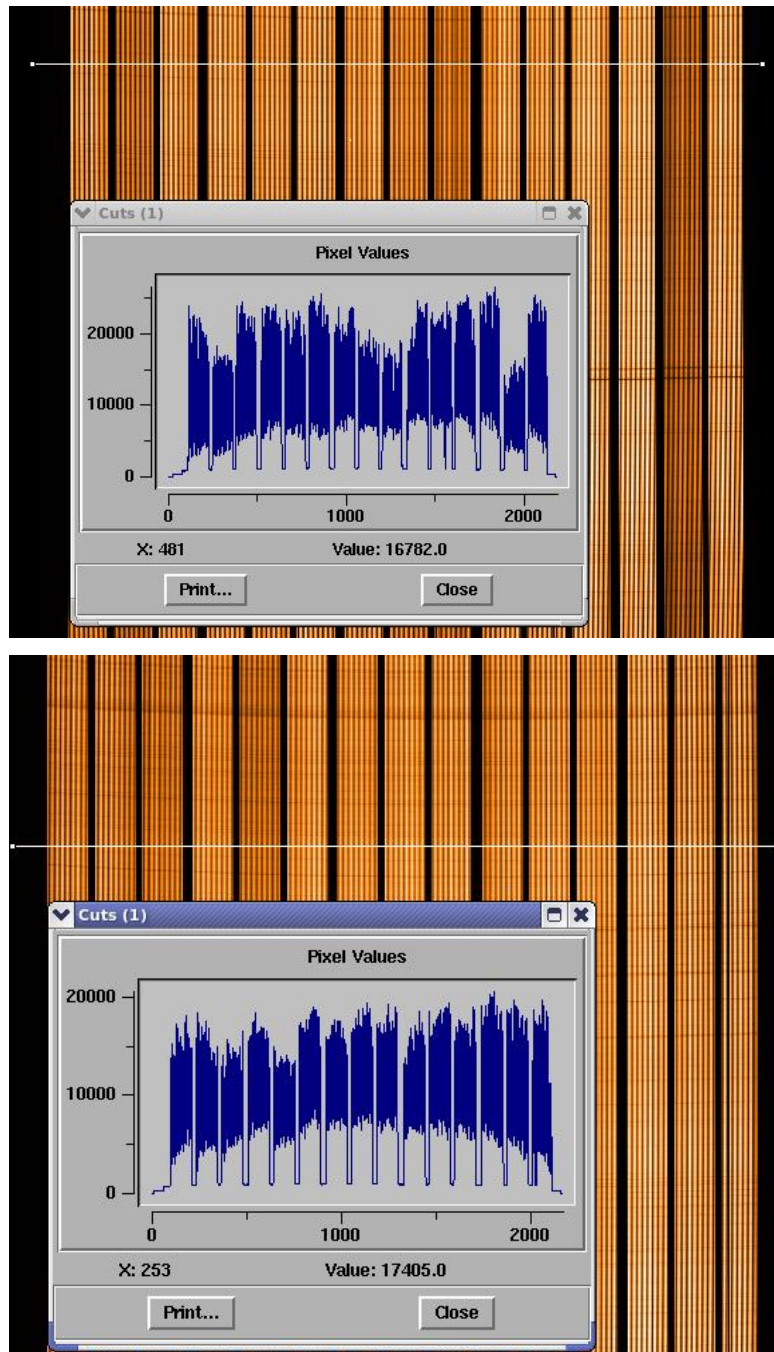 Cuts (1)
Pixel Values
20000
10000
0
0 1000 2000
X: 481 Value: 16782.0
Print... Close
Cuts (1)
Pixel Values
20000
10000
0
0 1000 2000
X: 253 Value: 17405.0
Print... Close